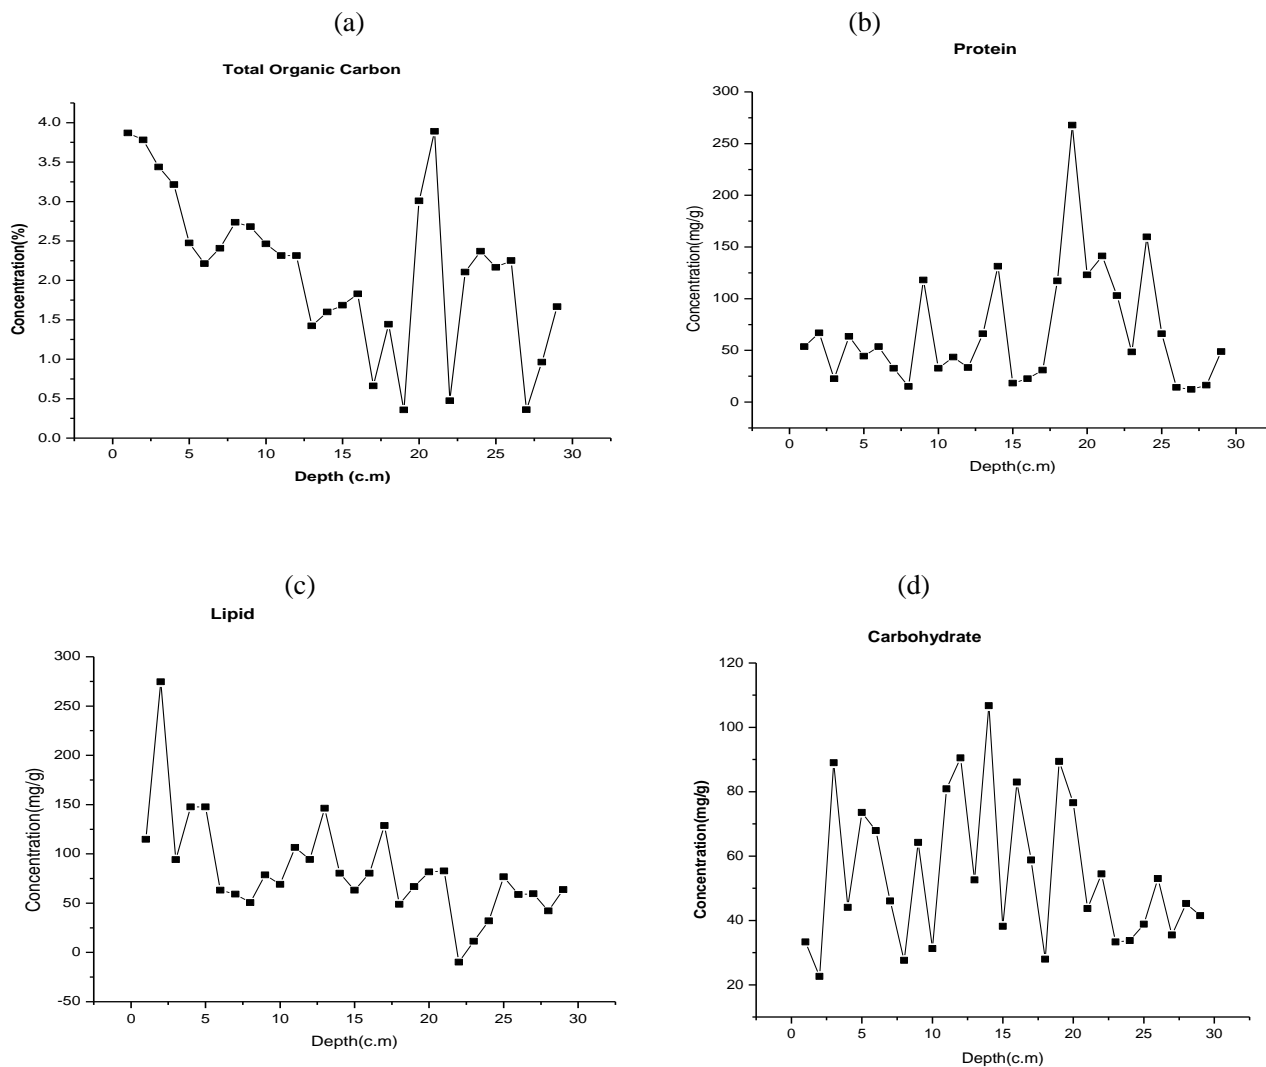 (a)
Total Organic Carbon
4.0
3.5
3.0
2.5
2.0
1.5
1.0
0.5
0.0
Concentration(%)
0 5 10 15 20 25 30
Depth (c.m)
(b)
Protein
300
250
200
150
100
50
0
Concentration(mg/g)
0 5 10 15 20 25 30
Depth(c.m)
(c)
Lipid
300
250
200
150
100
50
0
-50
Concentration(mg/g)
0 5 10 15 20 25 30
Depth(c.m)
(d)
Carbohydrate
120
100
80
60
40
20
Concentration(mg/g)
0 5 10 15 20 25 30
Depth(c.m)